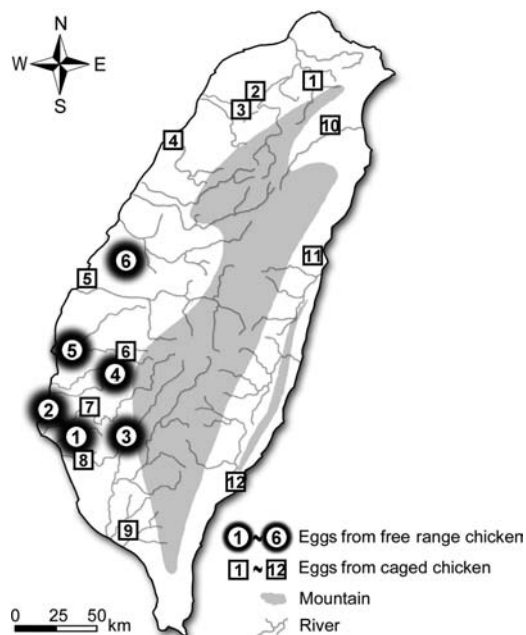 N
W E
S
1
2
3
10
4
11
6
5
5
6
4
2
7
1
3
8
12
9
1 ~ 6 Eggs from free range chicken
1 ~ 12 Eggs from caged chicken
Mountain
River
0 25 50
km